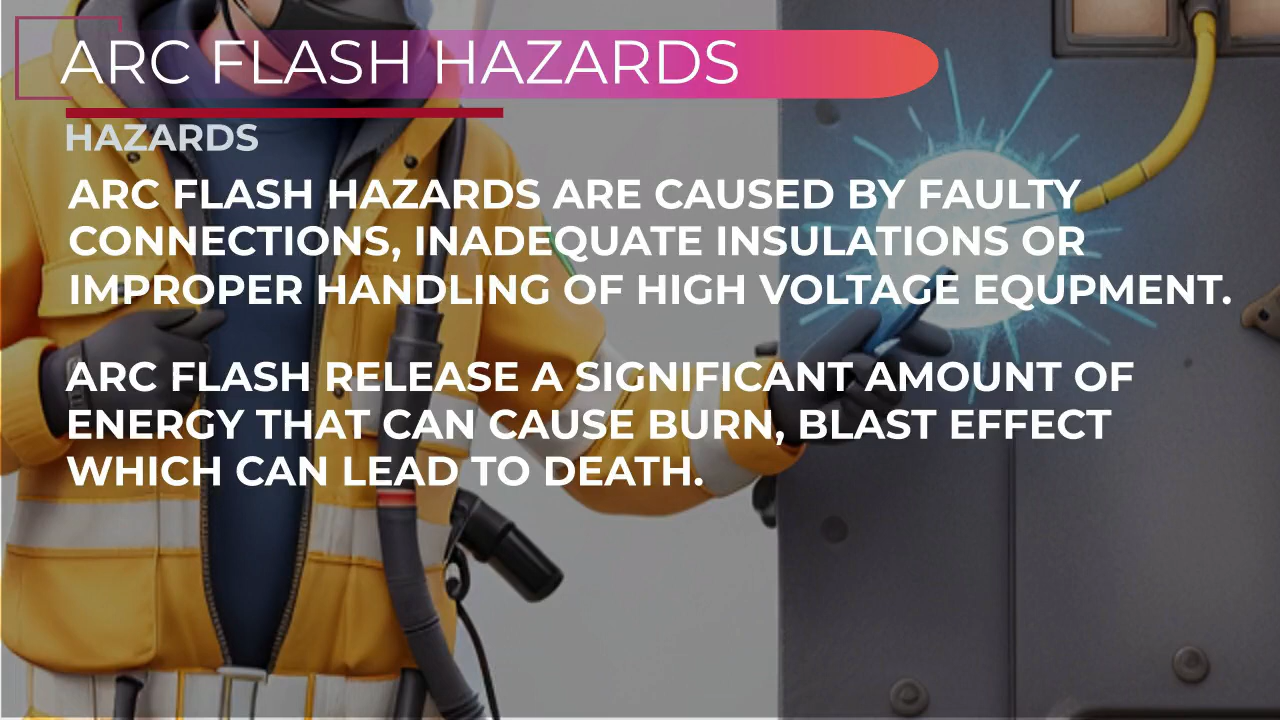 ARC FLASH HAZARDS
HAZARDS
ARC FLASH HAZARDS ARE CAUSED BY FAULTY
CONNECTIONS, INADEQUATE INSULATIONS OR
IMPROPER HANDLING OF HIGH VOLTAGE EQUPMENT.
ARC FLASH RELEASE A SIGNIFICANT AMOUNT OF
ENERGY THAT CAN CAUSE BURN, BLAST EFFECT
WHICH CAN LEAD TO DEATH.